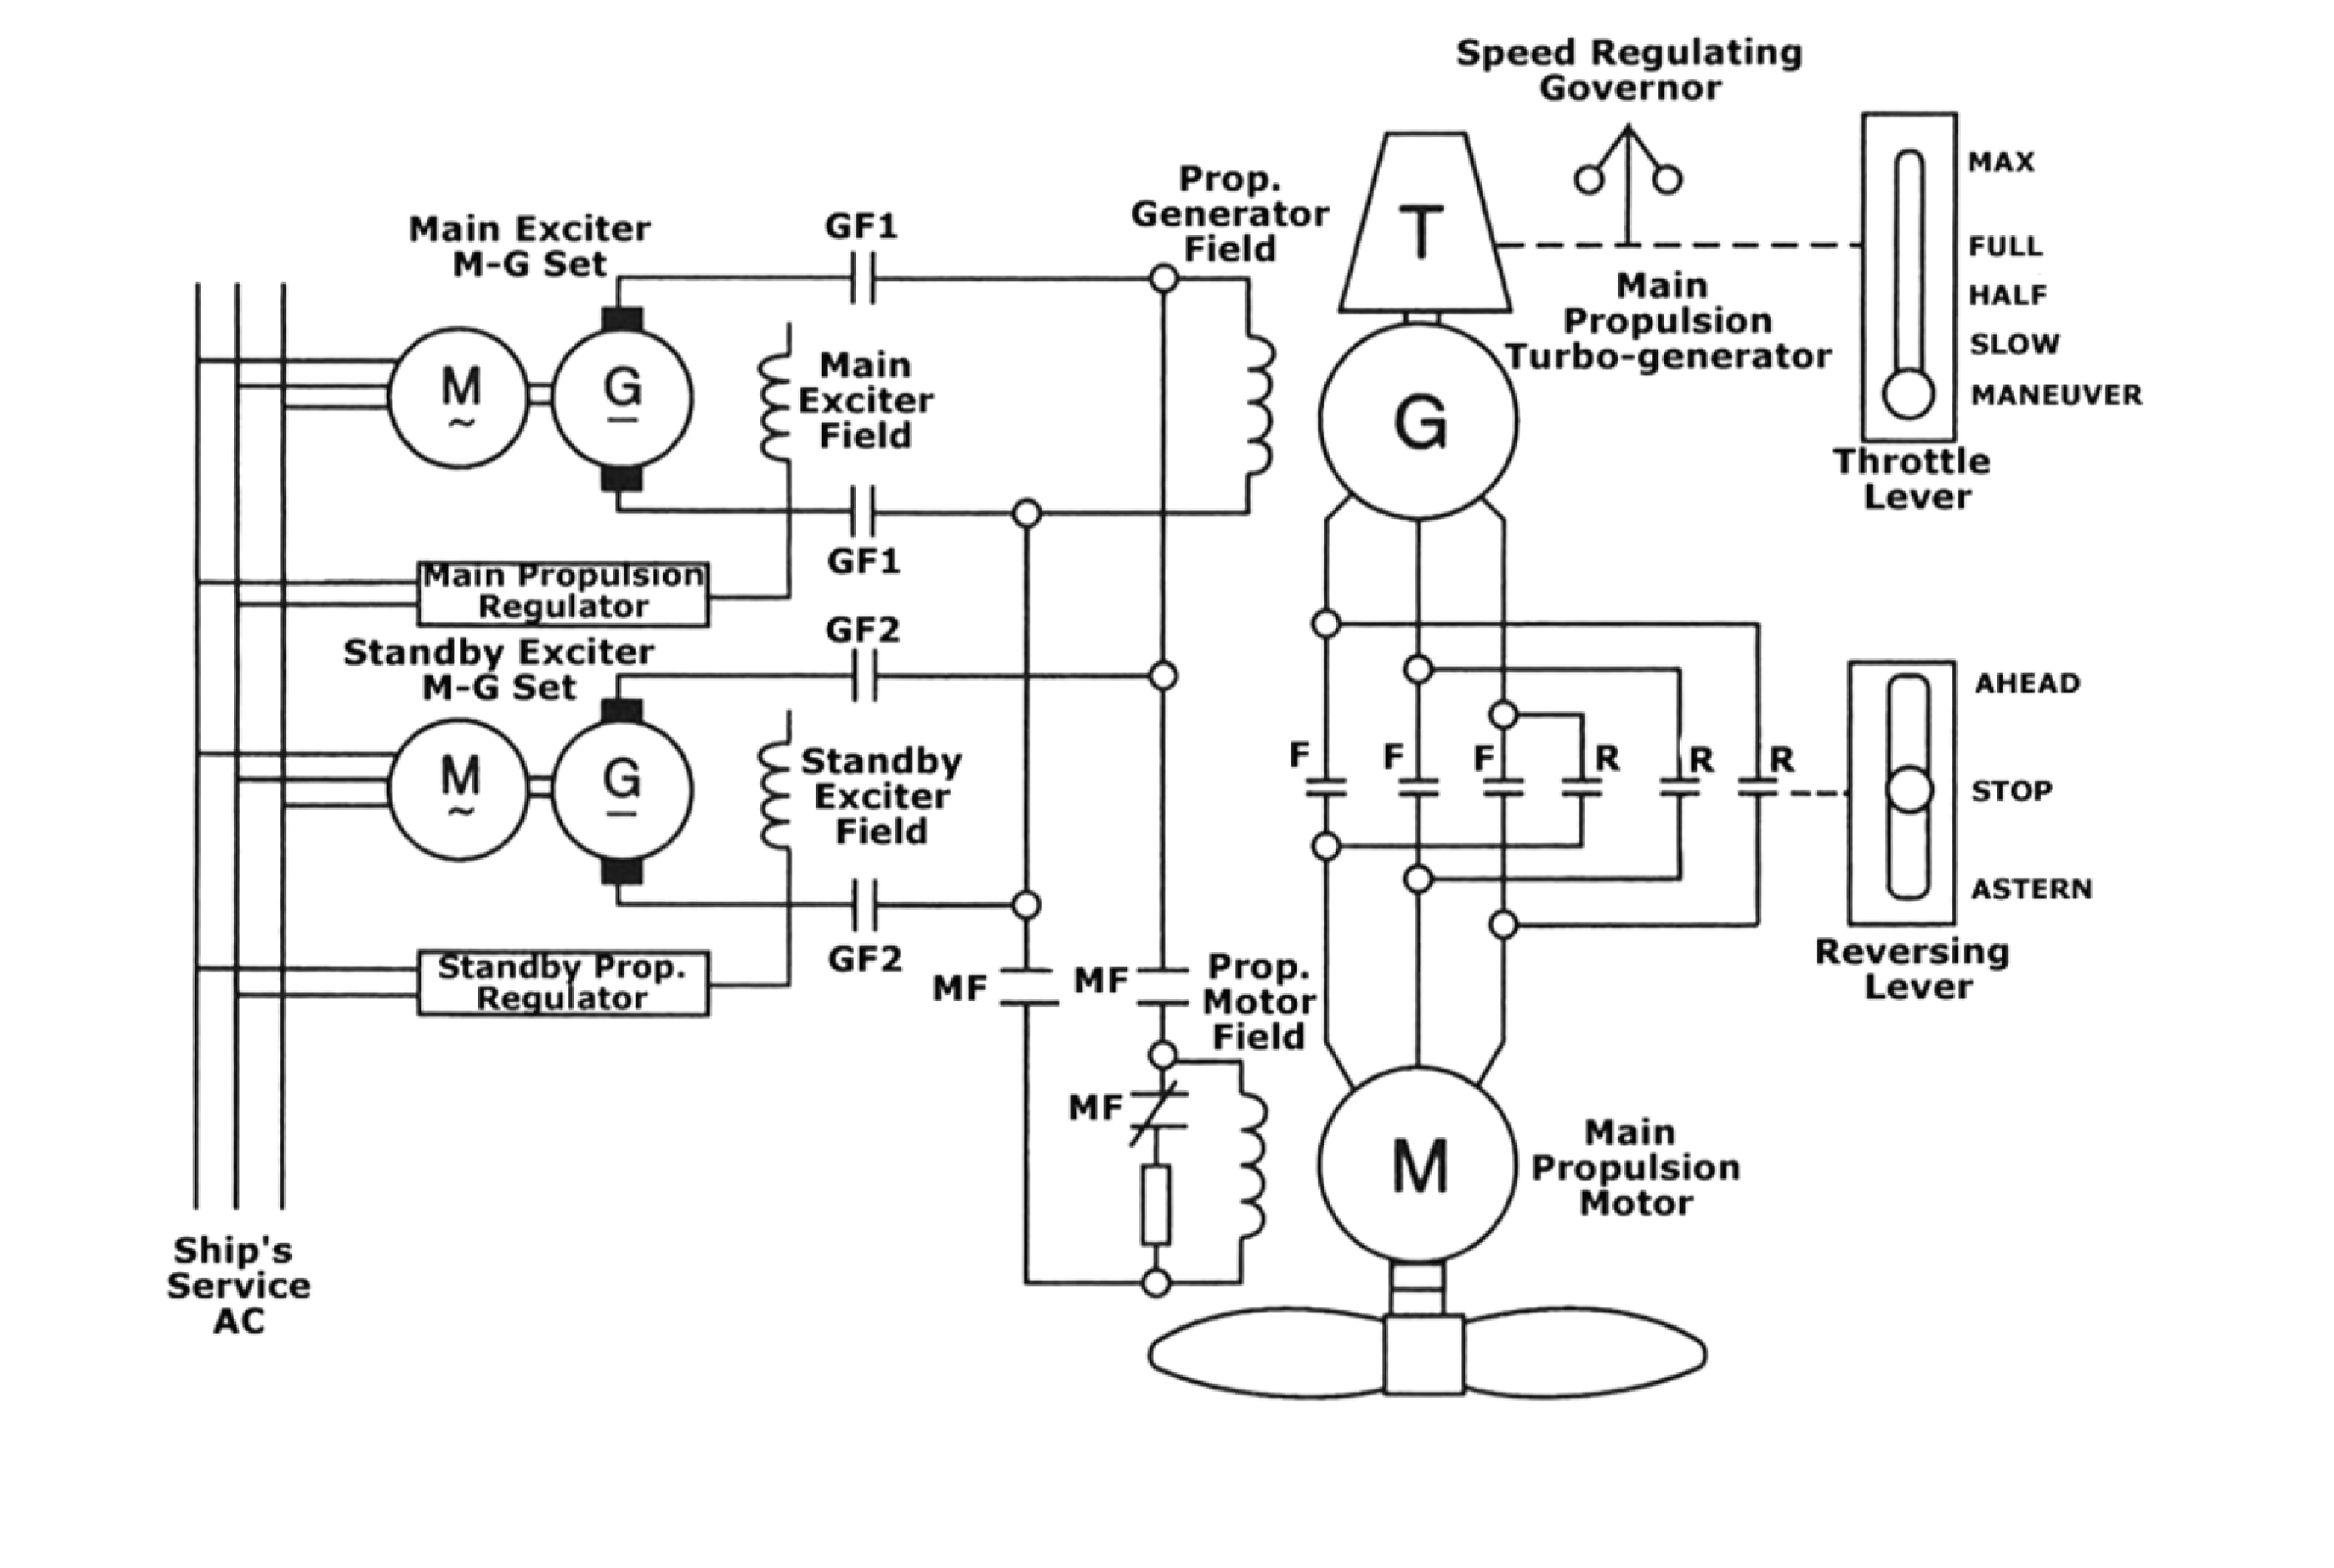 Speed Regulating
Governor
MAX
FULL
HALF
SLOW
MANEUVER
Throttle
Lever
Prop.
Generator
Field
T
Main
Propulsion
Turbo-generator
G
Main Exciter
M-G Set
GF1
M
~
G
Main
Exciter
Field
GF1
Main Propulsion
Regulator
GF2
Standby Exciter
M-G Set
M
~
G
Standby
Exciter
Field
GF2
Standby Prop.
Regulator
MF
MF
Prop.
Motor
Field
MF
F
F
F
R
R
R
AHEAD
STOP
ASTERN
Reversing
Lever
M
Main
Propulsion
Motor
Ship's
Service
AC